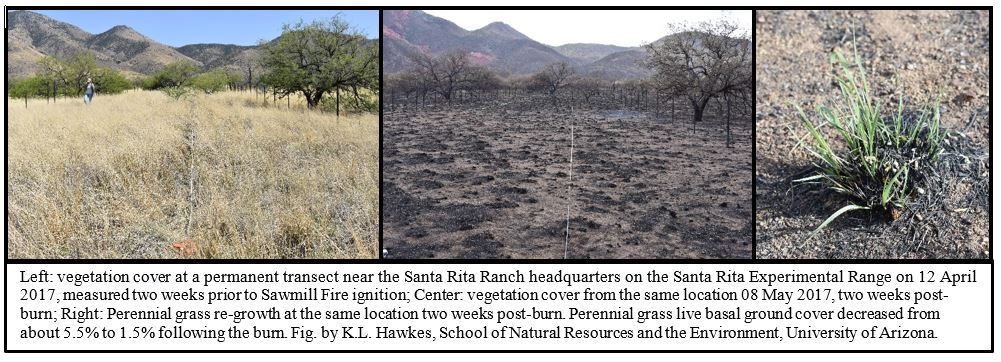 Left: vegetation cover at a permanent transect near the Santa Rita Ranch headquarters on the Santa Rita Experimental Range on 12 April
2017, measured two weeks prior to Sawmill Fire ignition; Center: vegetation cover from the same location 08 May 2017, two weeks post-
burn; Right: Perennial grass re-growth at the same location two weeks post-burn. Perennial grass live basal ground cover decreased from
about 5.5% to 1.5% following the burn. Fig. by K.L. Hawkes, School of Natural Resources and the Environment, University of Arizona.